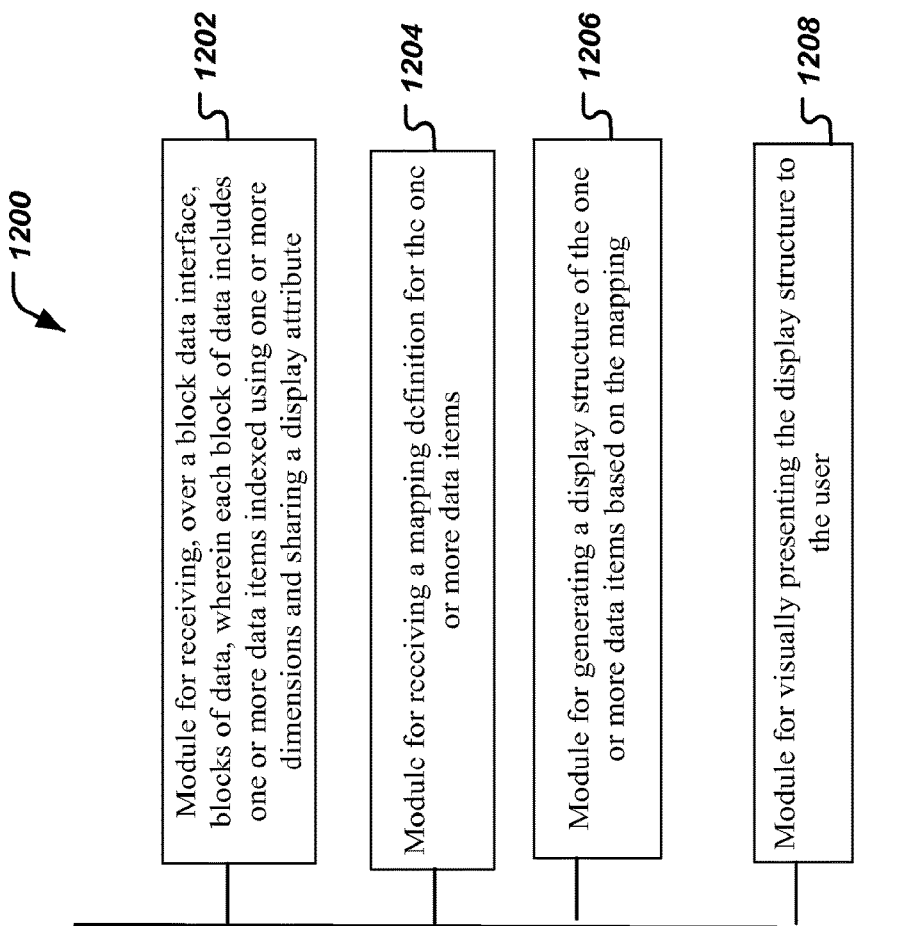 1200
Module for receiving, over a block data interface,
blocks of data, wherein each block of data includes
one or more data items indexed using one or more
dimensions and sharing a display attribute
1202
Module for receiving a mapping definition for the one
or more data items
1204
Module for generating a display structure of the one
or more data items based on the mapping
1206
Module for visually presenting the display structure to
the user
1208